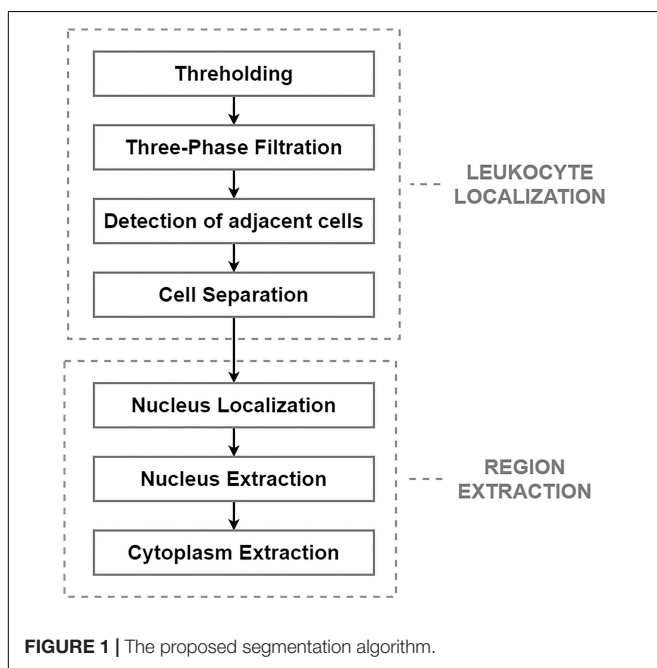 Threholding
Three-Phase Filtration
Detection of adjacent cells
Cell Separation
LEUKOCYTE
LOCALIZATION
Nucleus Localization
Nucleus Extraction
Cytoplasm Extraction
REGION
EXTRACTION
FIGURE 1 | The proposed segmentation algorithm.